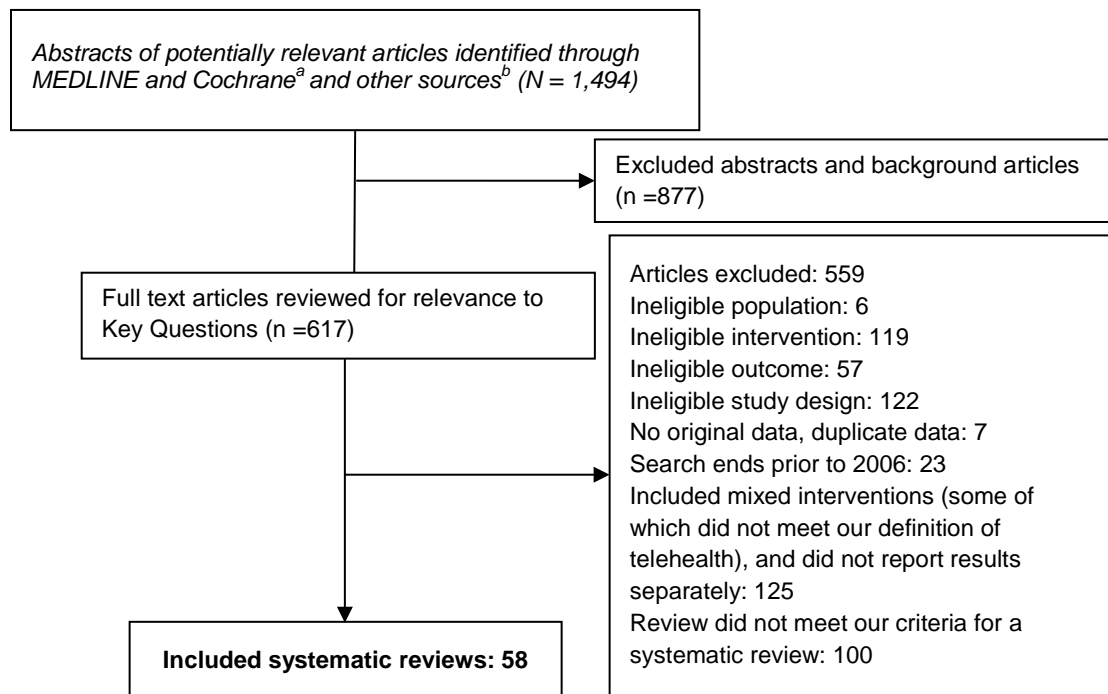 Abstracts of potentially relevant articles identified through
MEDLINE and Cochraneᵃ and other sourcesᵇ (N = 1,494)
Excluded abstracts and background articles
(n =877)
Full text articles reviewed for relevance to
Key Questions (n =617)
Articles excluded: 559
Ineligible population: 6
Ineligible intervention: 119
Ineligible outcome: 57
Ineligible study design: 122
No original data, duplicate data: 7
Search ends prior to 2006: 23
Included mixed interventions (some of
which did not meet our definition of
telehealth), and did not report results
separately: 125
Review did not meet our criteria for a
systematic review: 100
Included systematic reviews: 58